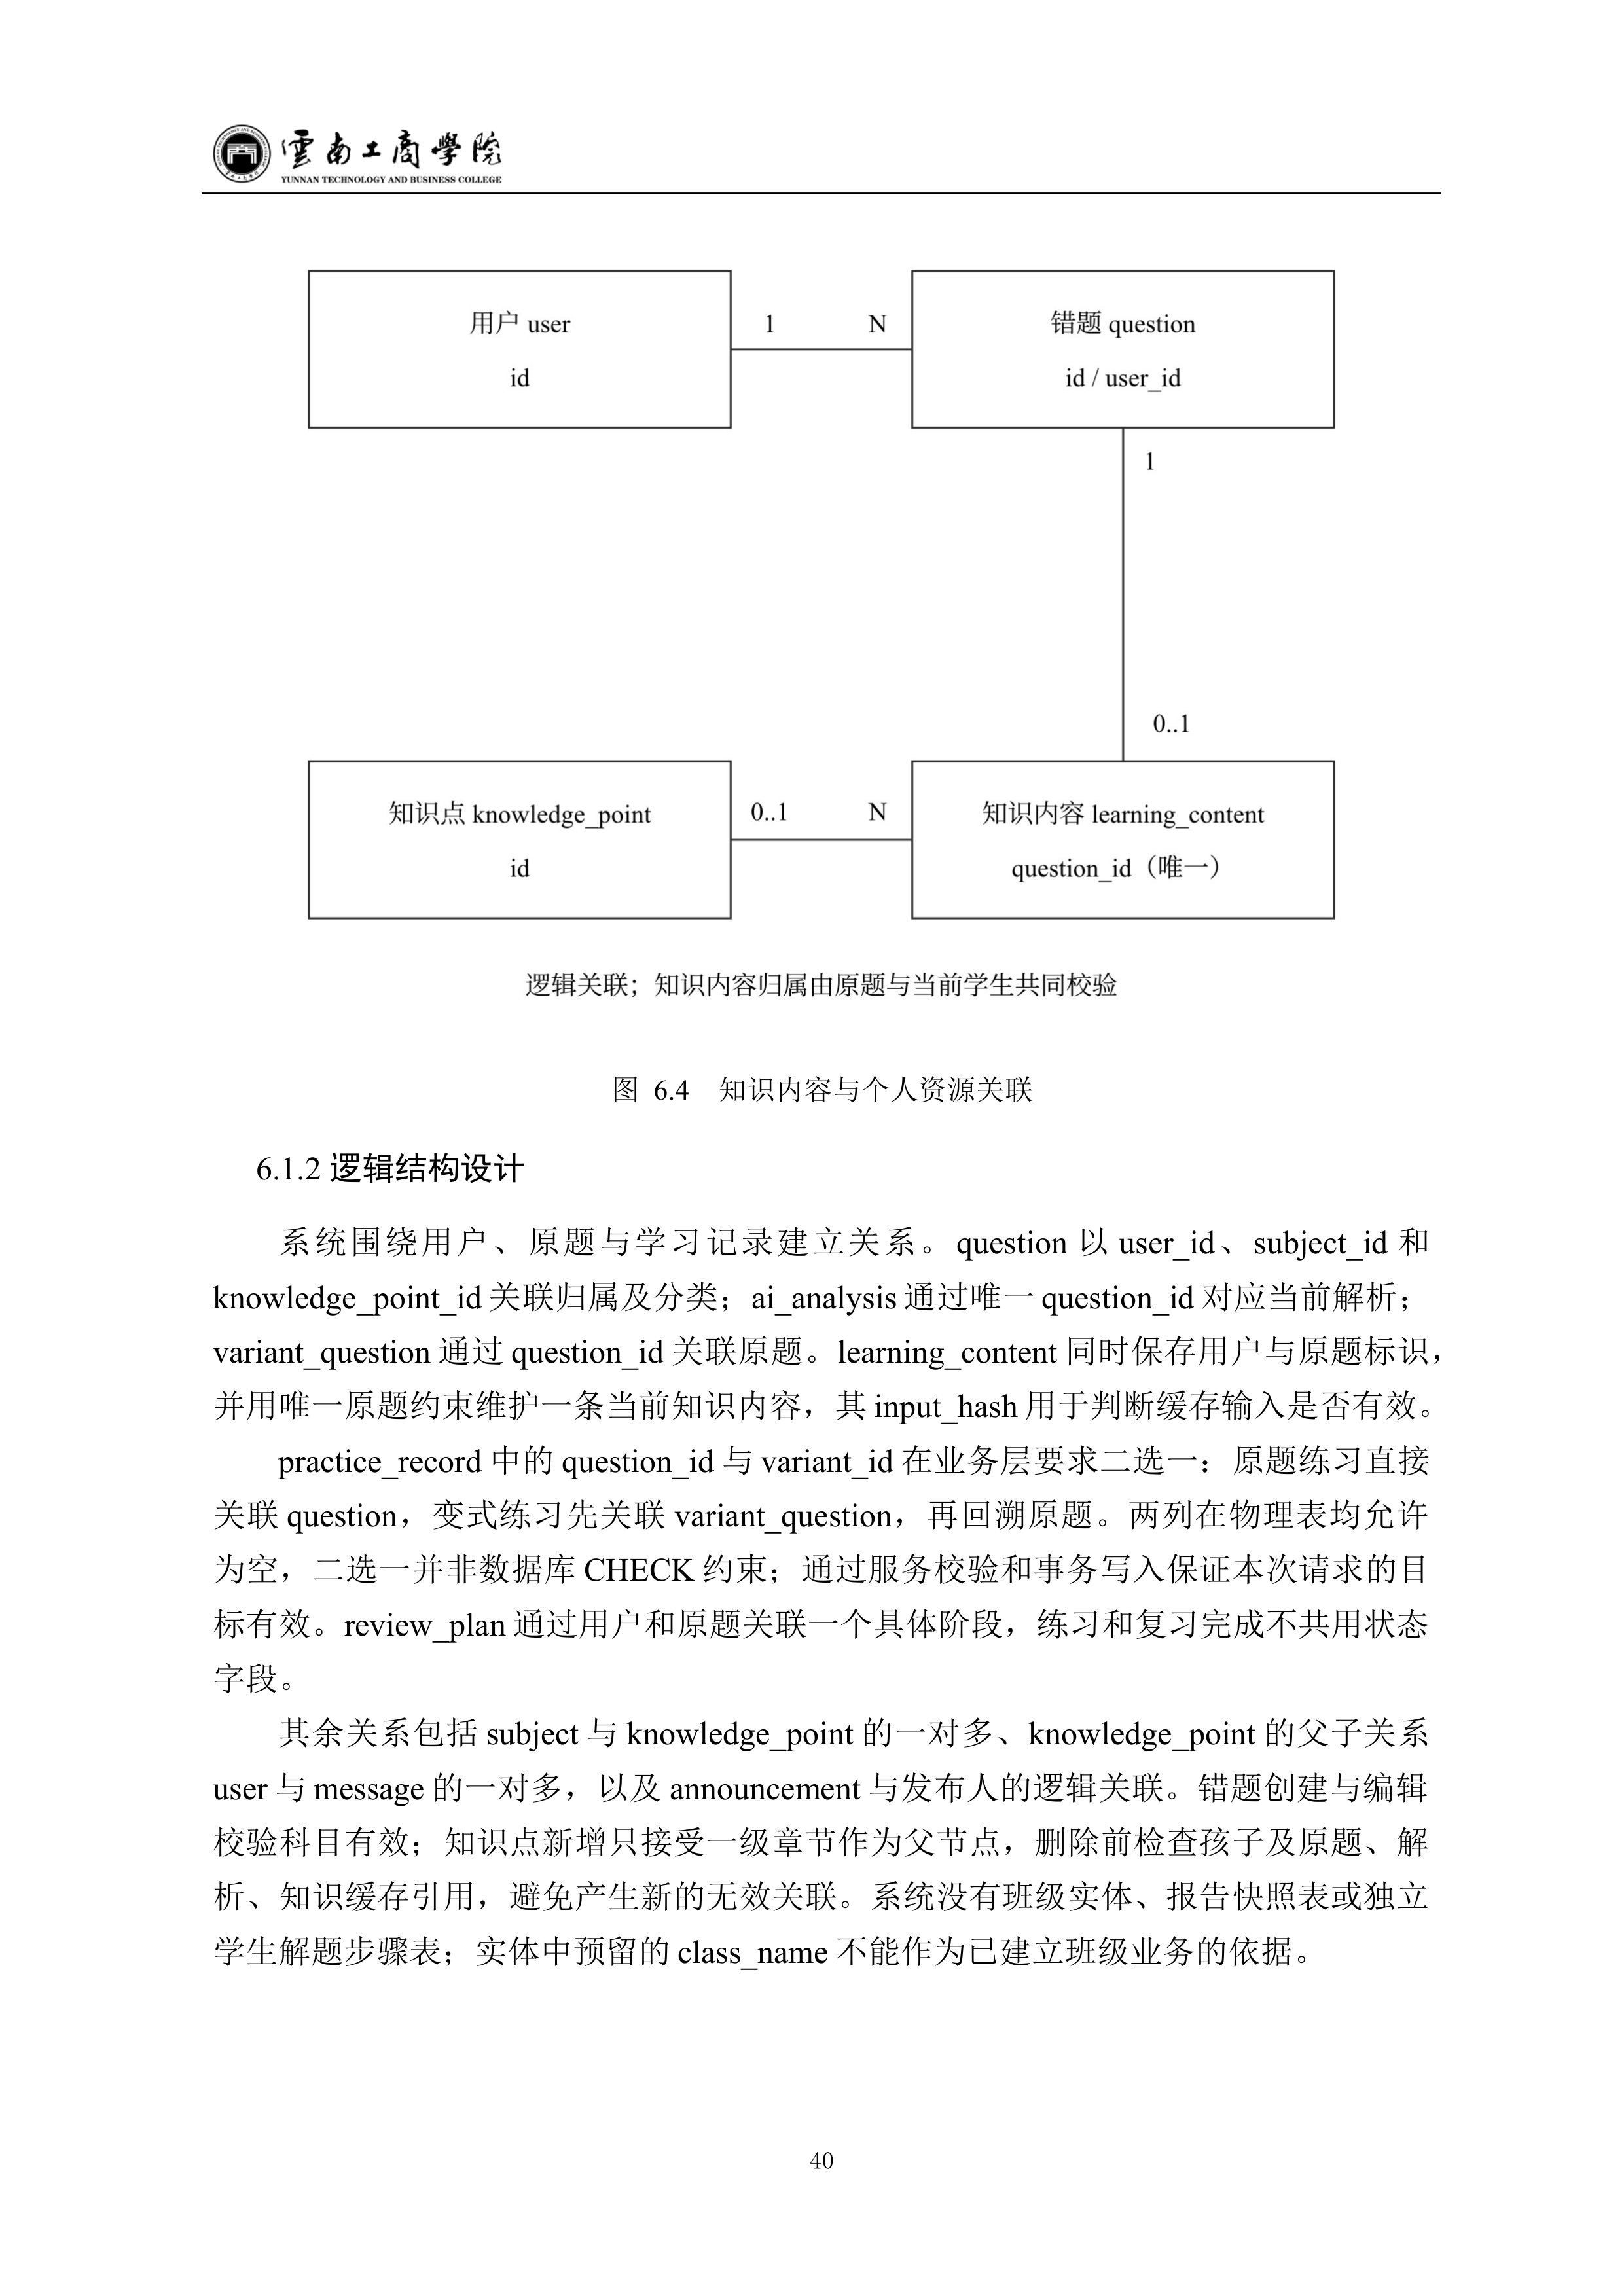 雲南工商學院
YUNNAN TECHNOLOGY AND BUSINESS COLLEGE
用户 user
id
1 N
错题 question
id / user_id
1
0..1
知识点 knowledge_point
id
0..1 N
知识内容 learning_content
question_id（唯一）
逻辑关联；知识内容归属由原题与当前学生共同校验
图 6.4 知识内容与个人资源关联
6.1.2 逻辑结构设计
系统围绕用户、原题与学习记录建立关系。question 以 user_id、subject_id 和
knowledge_point_id 关联归属及分类；ai_analysis 通过唯一 question_id 对应当前解析；
variant_question 通过 question_id 关联原题。learning_content 同时保存用户与原题标识，
并用唯一原题约束维护一条当前知识内容，其 input_hash 用于判断缓存输入是否有效。
practice_record 中的 question_id 与 variant_id 在业务层要求二选一：原题练习直接
关联 question，变式练习先关联 variant_question，再回溯原题。两列在物理表均允许
为空，二选一并非数据库 CHECK 约束；通过服务校验和事务写入保证本次请求的目
标有效。review_plan 通过用户和原题关联一个具体阶段，练习和复习完成不共用状态
字段。
其余关系包括 subject 与 knowledge_point 的一对多、knowledge_point 的父子关系
user 与 message 的一对多，以及 announcement 与发布人的逻辑关联。错题创建与编辑
校验科目有效；知识点新增只接受一级章节作为父节点，删除前检查孩子及原题、解
析、知识缓存引用，避免产生新的无效关联。系统没有班级实体、报告快照表或独立
学生解题步骤表；实体中预留的 class_name 不能作为已建立班级业务的依据。
40